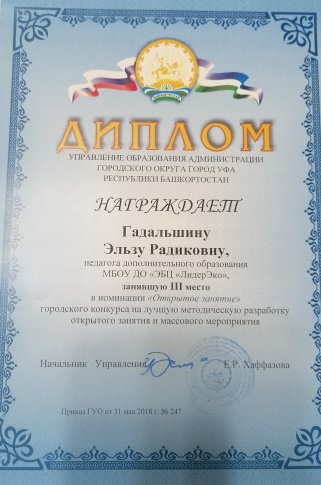 ДИПЛОМ
УПРАВЛЕНИЕ ОБРАЗОВАНИЯ АДМИНИСТРАЦИИ
ГОРОДСКОГО ОКРУГА ГОРОД УФА
РЕСПУБЛИКИ БАШКОРТОСТАН
НАГРАЖДАЕТ
Гадальшину
Эльзу Радиковну,
педагога дополнительного образования
МБОУ ДО «ЭБЦ «ЛидерЭко»,
занявшую III место
в номинации «Открытое занятие»
городского конкурса на лучшую методическую разработку
открытого занятия и массового мероприятия
Начальник Управления Е.Р. Хаффазова
Приказ ГУО от 31 мая 2018 г. № 247